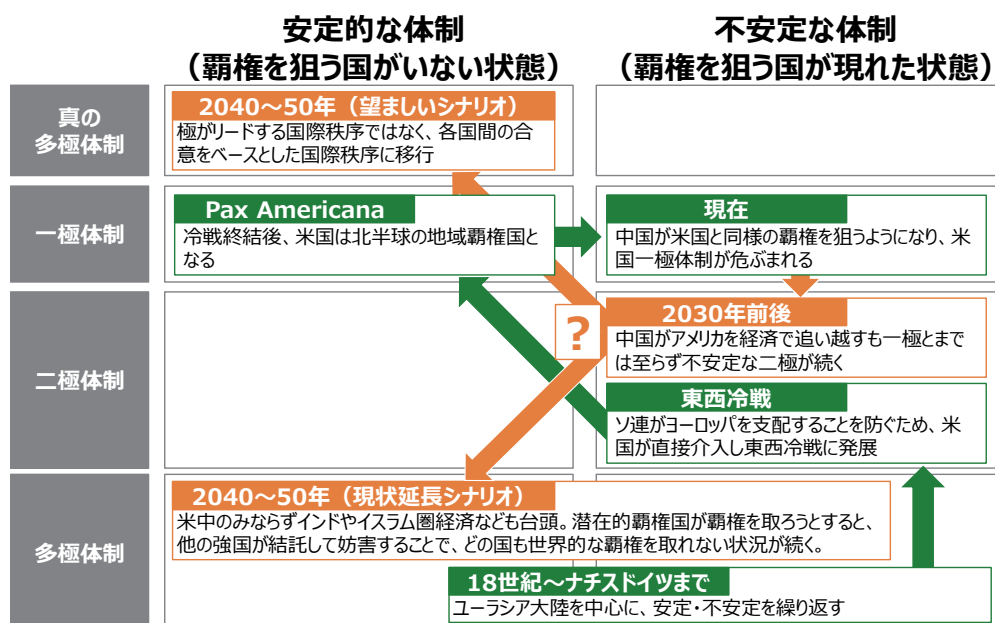 安定的な体制
（覇権を狙う国がいない状態）
不安定な体制
（覇権を狙う国が現れた状態）
真の
多極体制
2040～50年（望ましいシナリオ）
極がリードする国際秩序ではなく、各国間の合
意をベースとした国際秩序に移行
一極体制
Pax Americana
冷戦終結後、米国は北半球の地域覇権国と
なる
現在
中国が米国と同様の覇権を狙うようになり、米
国一極体制が危ぶまれる
二極体制
?
2030年前後
中国がアメリカを経済で追い越すも一極とまで
は至らず不安定な二極が続く
東西冷戦
ソ連がヨーロッパを支配することを防ぐため、米
国が直接介入し東西冷戦に発展
多極体制
2040～50年（現状延長シナリオ）
米中のみならずインドやイスラム圏経済なども台頭。潜在的覇権国が覇権を取ろうとすると、
他の強国が結託して妨害することで、どの国も世界的な覇権を取れない状況が続く。
18世紀～ナチスドイツまで
ユーラシア大陸を中心に、安定・不安定を繰り返す